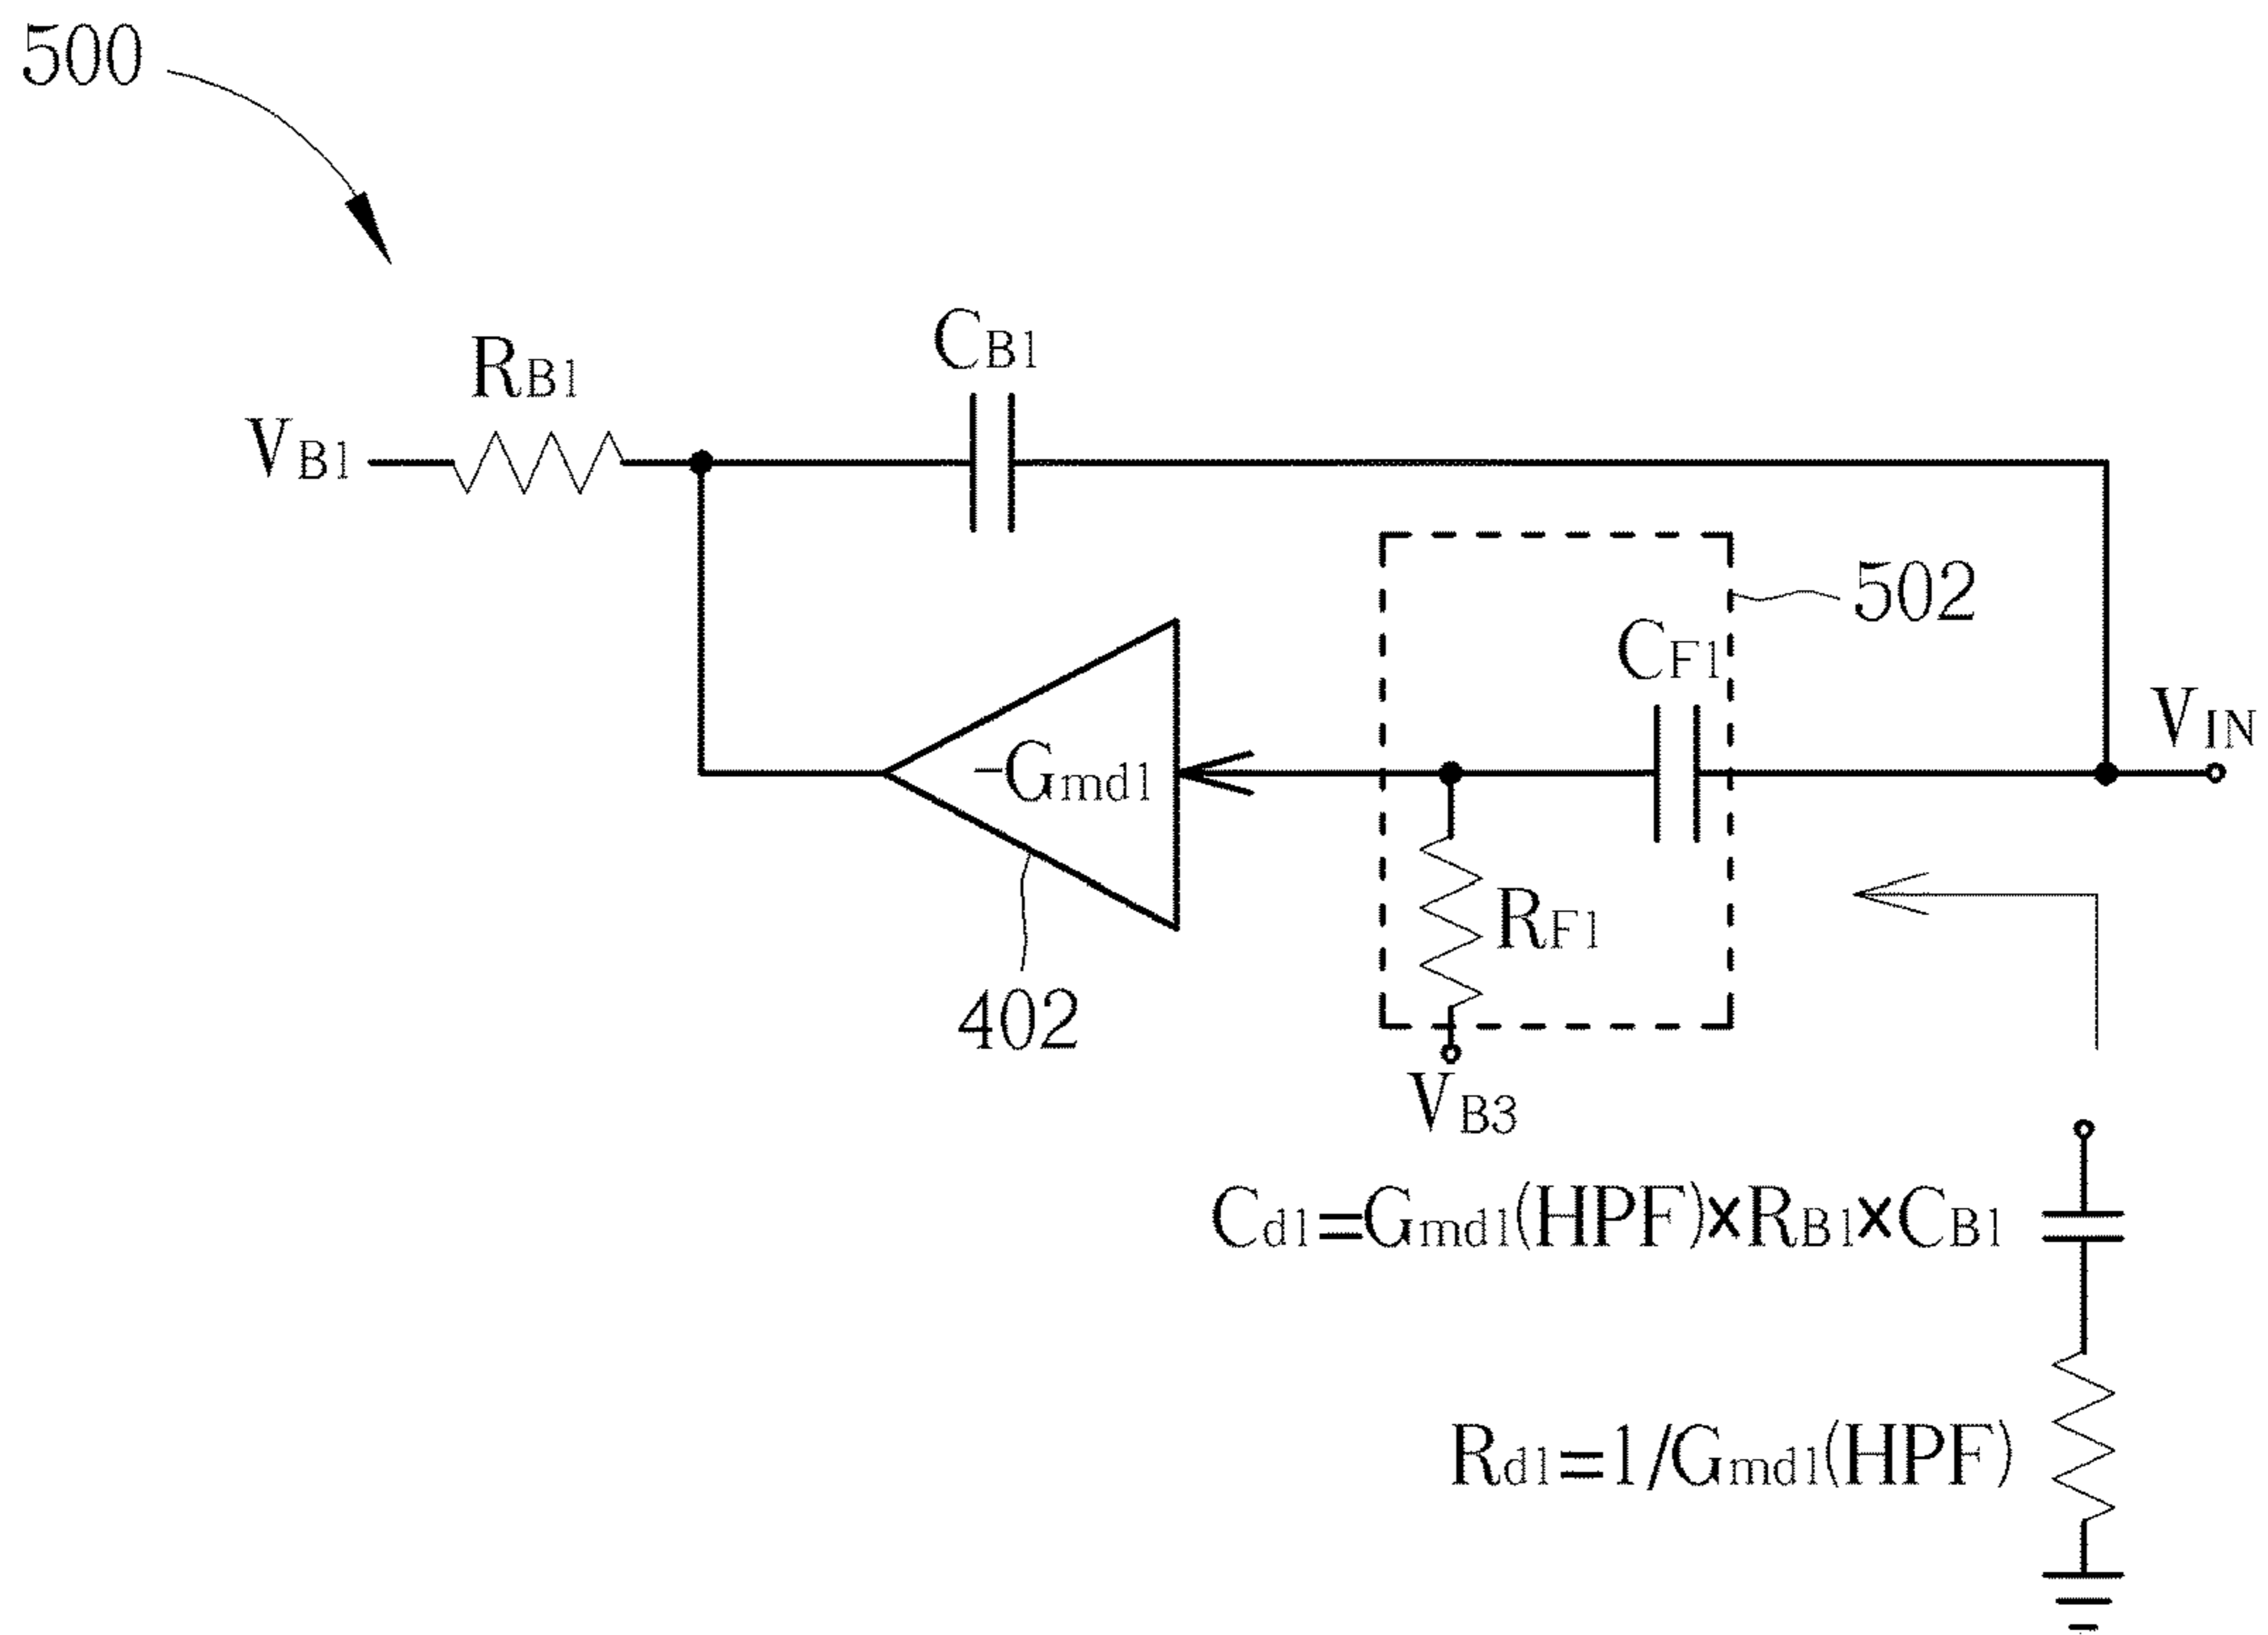 500
CB1
RB1
VB1
502
CF1
VIN
-Gmd1
RF1
402
VB3
Cd1=Gmd1(HPF)×RB1×CB1
Rd1=1/Gmd1(HPF)